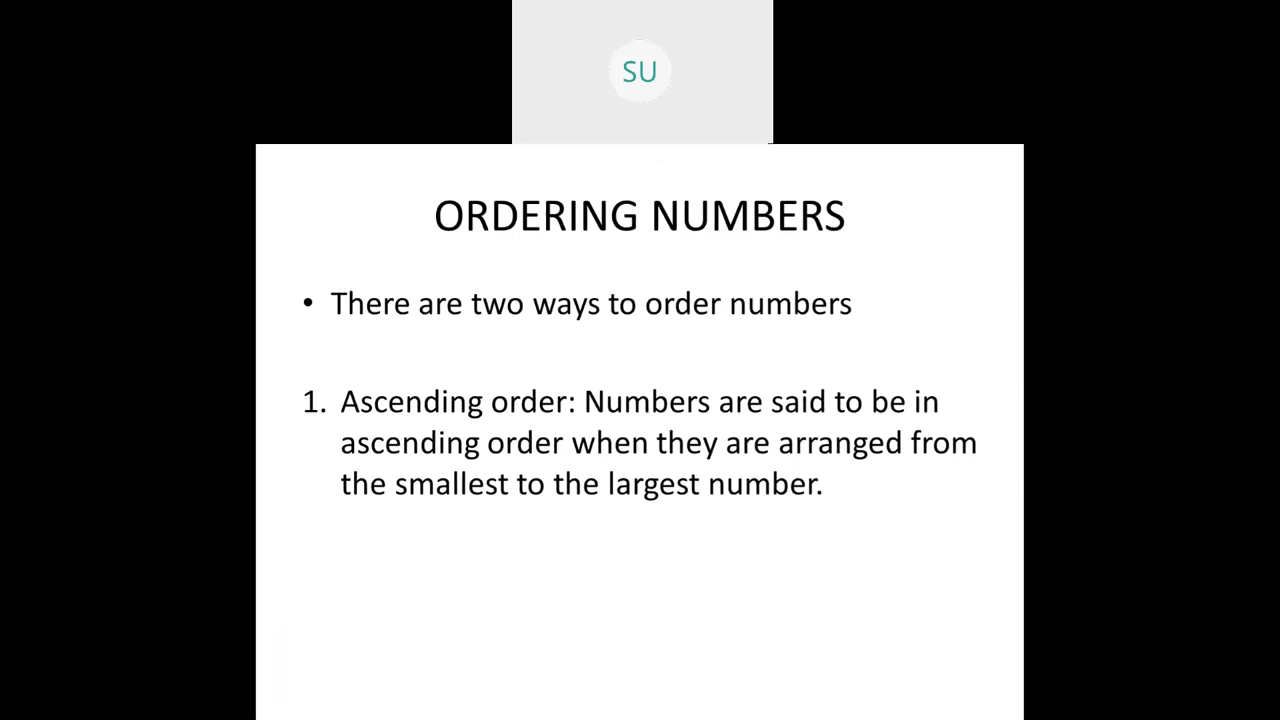 SU
ORDERING NUMBERS
• There are two ways to order numbers
1. Ascending order: Numbers are said to be in
ascending order when they are arranged from
the smallest to the largest number.